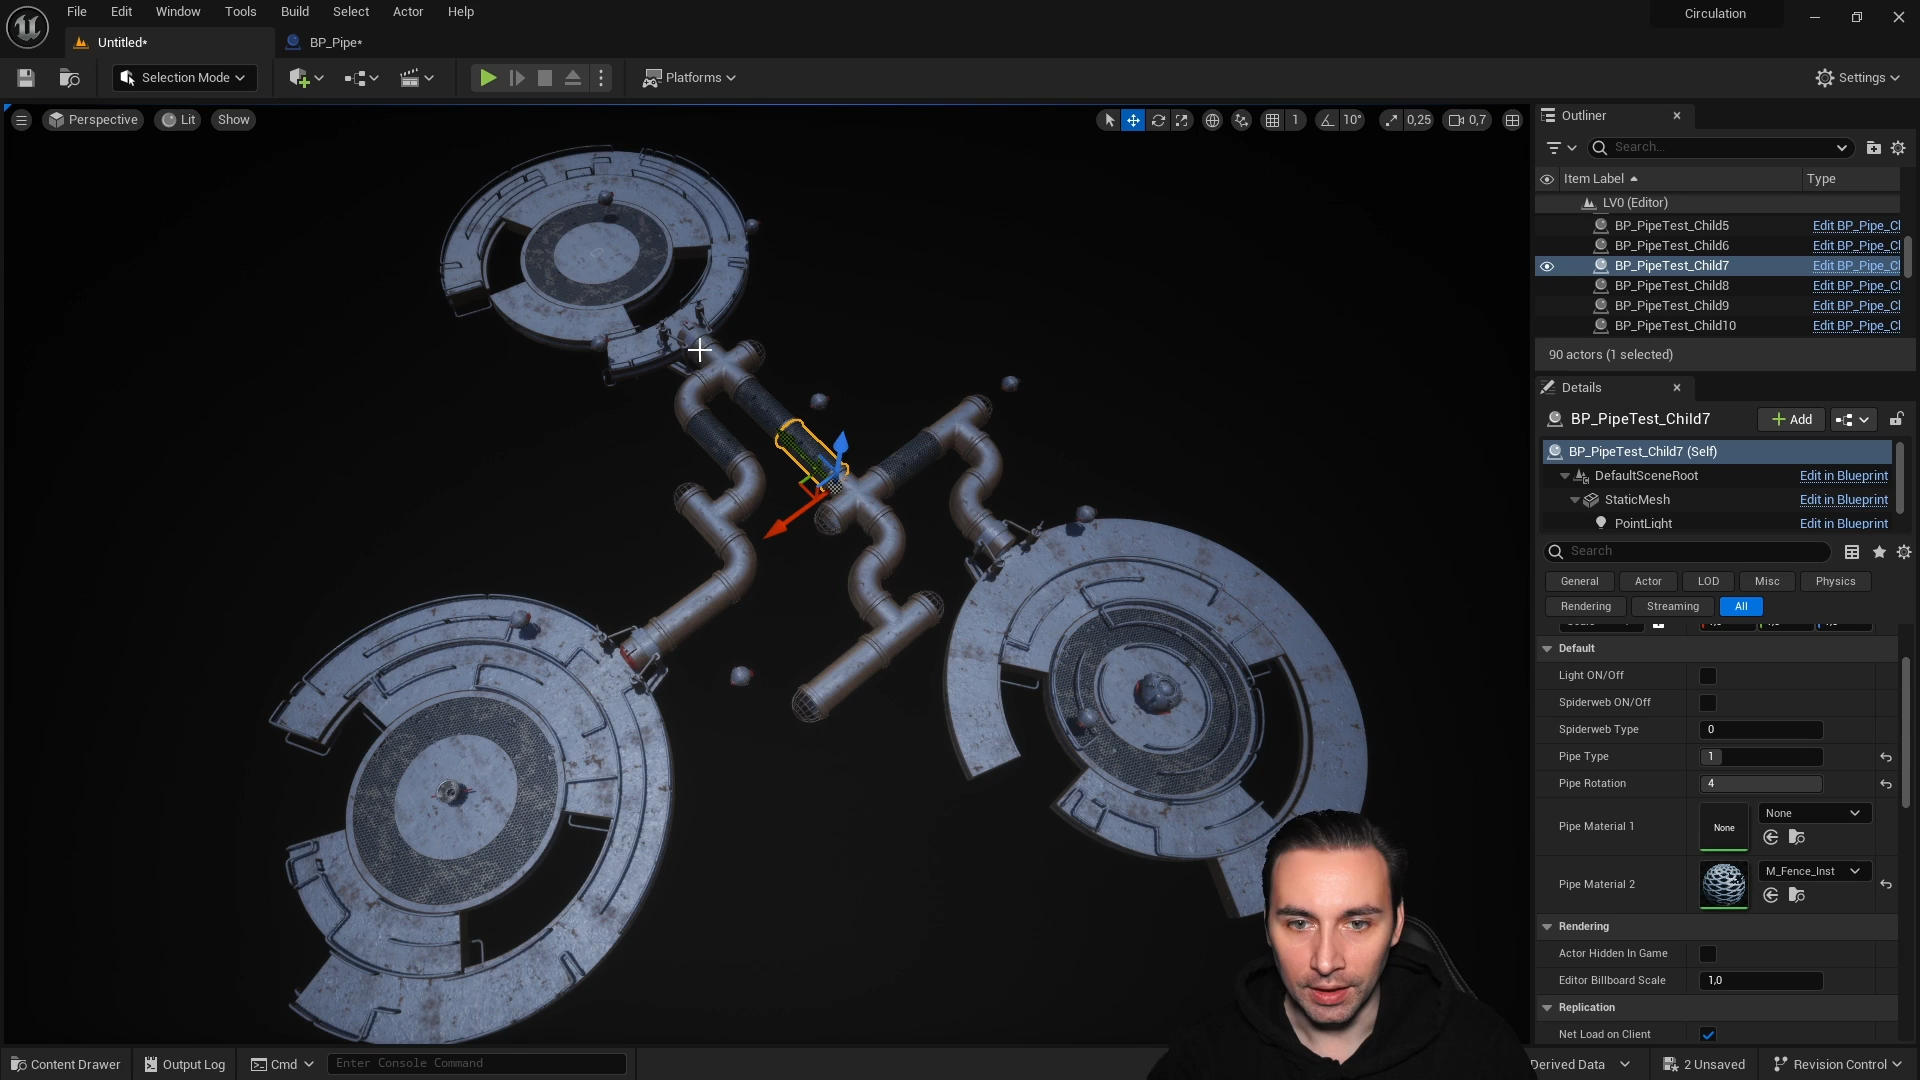 File Edit Window Tools Build Select Actor Help
Circulation
Untitled*
BP_Pipe*
Selection Mode
Platforms
Settings
Perspective
Lit
Show
1
10°
0,25
0,7
Outliner
Search...
Item Label
Type
LV0 (Editor)
BP_PipeTest_Child5 Edit BP_Pipe_Cl
BP_PipeTest_Child6 Edit BP_Pipe_Cl
BP_PipeTest_Child7 Edit BP_Pipe_Cl
BP_PipeTest_Child8 Edit BP_Pipe_Cl
BP_PipeTest_Child9 Edit BP_Pipe_Cl
BP_PipeTest_Child10 Edit BP_Pipe_Cl
90 actors (1 selected)
Details
BP_PipeTest_Child7
Add
BP_PipeTest_Child7 (Self)
DefaultSceneRoot Edit in Blueprint
StaticMesh Edit in Blueprint
PointLight Edit in Blueprint
Search
General Actor LOD Misc Physics
Rendering Streaming All
Default
Light ON/Off
Spiderweb ON/Off
Spiderweb Type 0
Pipe Type 1
Pipe Rotation 4
Pipe Material 1 None None
Pipe Material 2 M_Fence_Inst
Rendering
Actor Hidden In Game
Editor Billboard Scale 1,0
Replication
Net Load on Client
Content Drawer
Output Log
Cmd
Enter Console Command
Derived Data
2 Unsaved
Revision Control